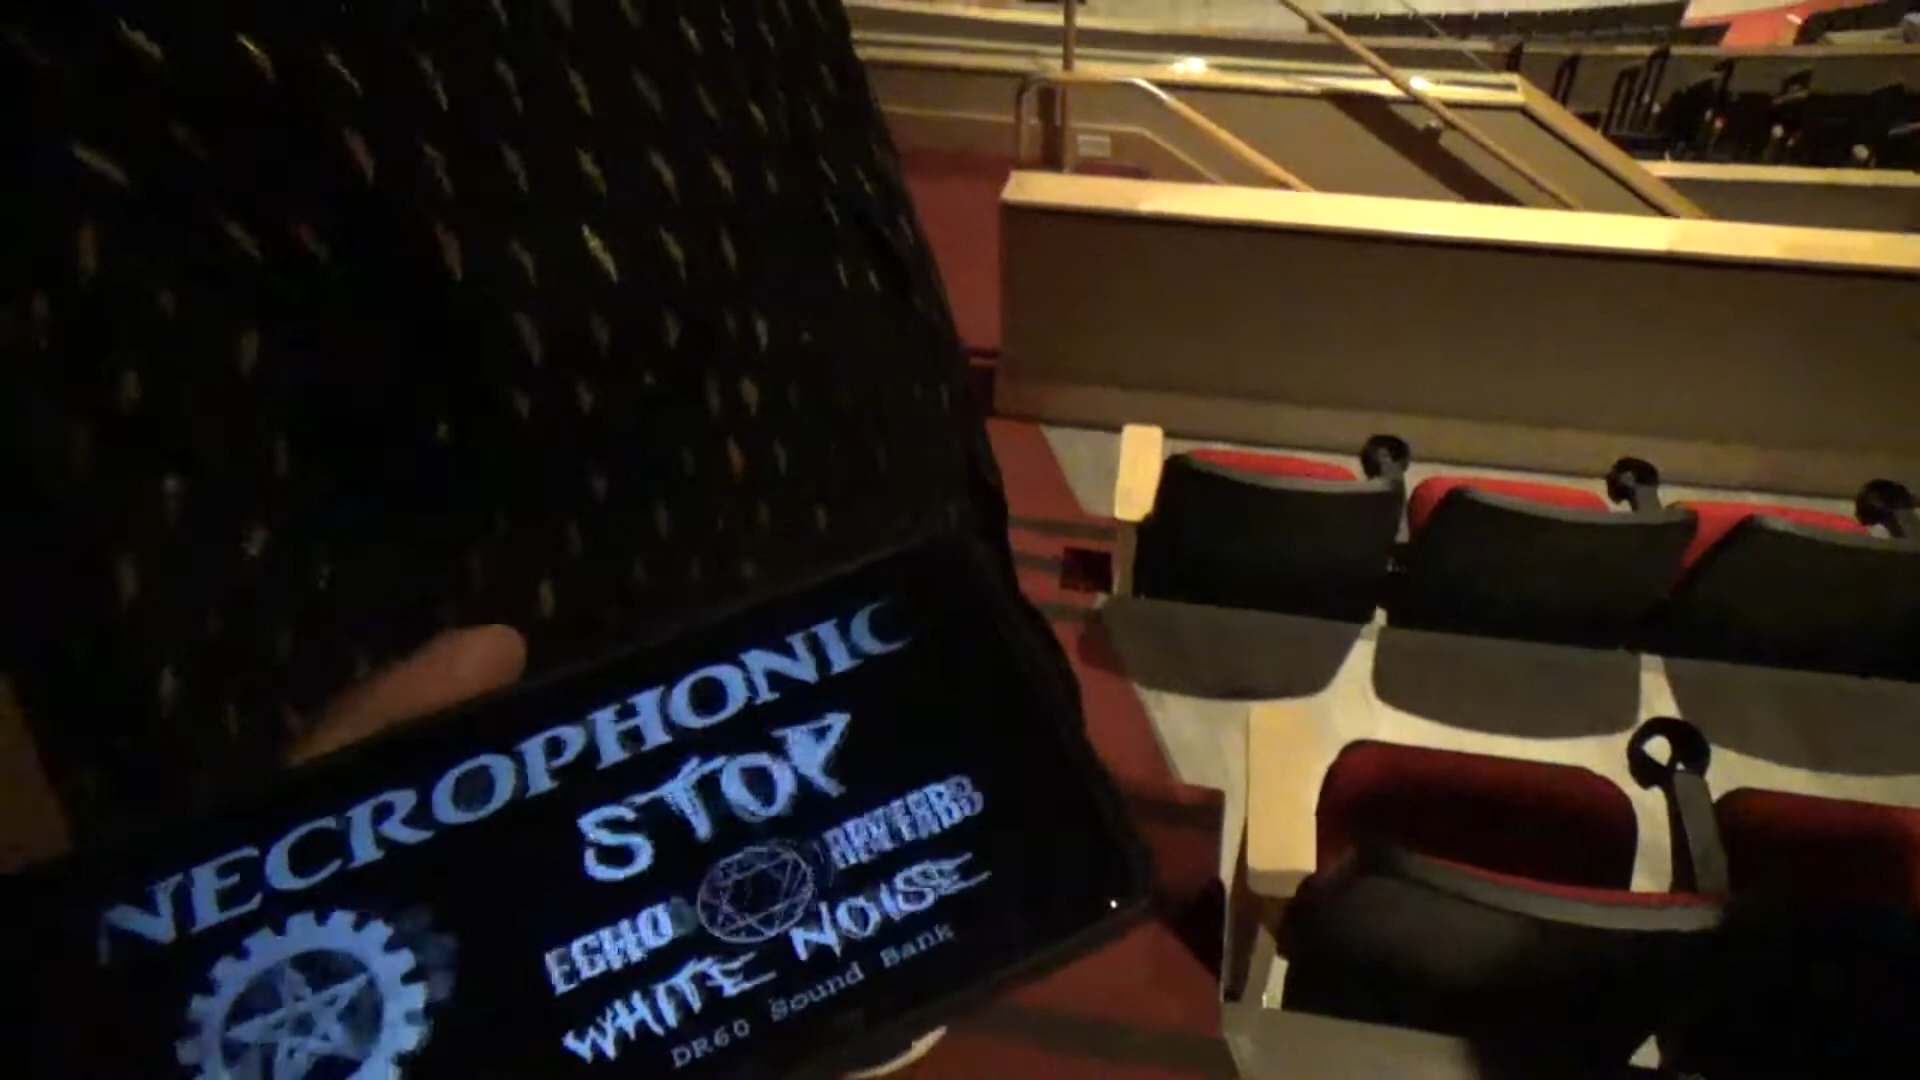 NECROPHONIC
STOP
ECHO REVERB
WHITE NOISE
DR60 Sound Bank